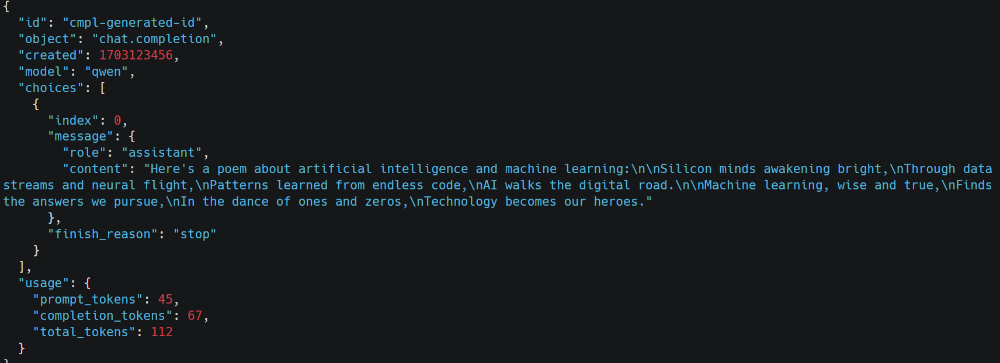 {
  "id": "cmpl-generated-id",
  "object": "chat.completion",
  "created": 1703123456,
  "model": "qwen",
  "choices": [
    {
      "index": 0,
      "message": {
        "role": "assistant",
        "content": "Here's a poem about artificial intelligence and machine learning:\n\nSilicon minds awakening bright,\nThrough data
streams and neural flight,\nPatterns learned from endless code,\nAI walks the digital road.\n\nMachine learning, wise and true,\nFinds
the answers we pursue,\nIn the dance of ones and zeros,\nTechnology becomes our heroes."
      },
      "finish_reason": "stop"
    }
  ],
  "usage": {
    "prompt_tokens": 45,
    "completion_tokens": 67,
    "total_tokens": 112
  }
}